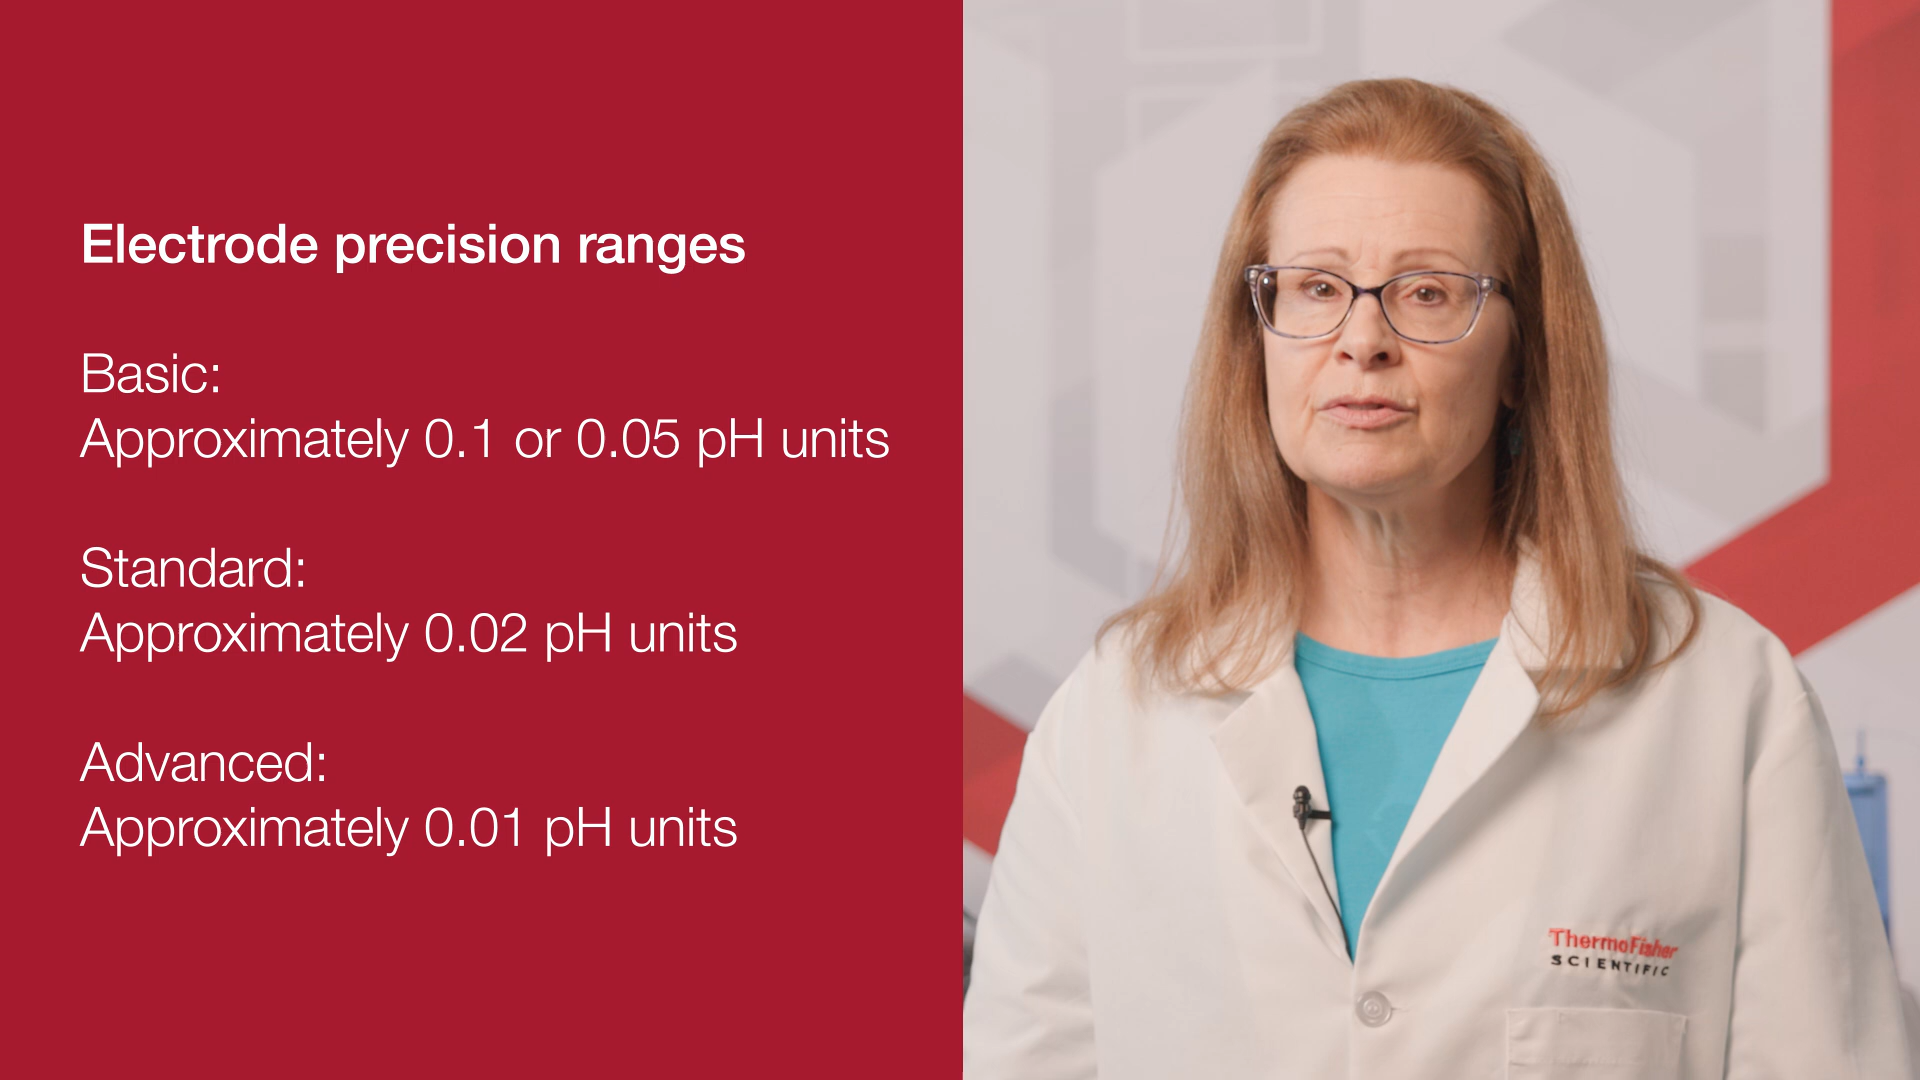 Electrode precision ranges
Basic:
Approximately 0.1 or 0.05 pH units
Standard:
Approximately 0.02 pH units
Advanced:
Approximately 0.01 pH units
ThermoFisher
SCIENTIFIC